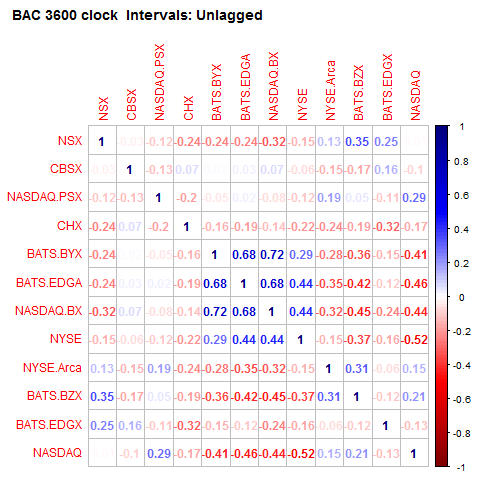 BAC 3600 clock Intervals: Unlagged
NSX CBSX NASDAQ.PSX CHX BATS.BYX BATS.EDGA NASDAQ.BX NYSE NYSE.Arca BATS.BZX BATS.EDGX NASDAQ
NSX 1 -0.12 -0.24 -0.24 -0.24 -0.32 -0.15 0.13 0.35 0.25
CBSX 1 -0.13 0.07 0.07 -0.06 -0.15 -0.17 0.16 -0.1
NASDAQ.PSX -0.12 -0.13 1 -0.2 -0.05 -0.08 -0.12 0.19 0.05 -0.11 0.29
CHX -0.24 0.07 -0.2 1 -0.16 -0.19 -0.14 -0.22 -0.24 -0.19 -0.32 -0.17
BATS.BYX -0.24 -0.05 -0.16 1 0.68 0.72 0.29 -0.28 -0.36 -0.15 -0.41
BATS.EDGA -0.24 -0.19 0.68 1 0.68 0.44 -0.35 -0.42 -0.12 -0.46
NASDAQ.BX -0.32 0.07 -0.08 -0.14 0.72 0.68 1 0.44 -0.32 -0.45 -0.24 -0.44
NYSE -0.15 -0.06 -0.12 -0.22 0.29 0.44 0.44 1 -0.15 -0.37 -0.16 -0.52
NYSE.Arca 0.13 -0.15 0.19 -0.24 -0.28 -0.35 -0.32 -0.15 1 0.31 -0.06 0.15
BATS.BZX 0.35 -0.17 0.05 -0.19 -0.36 -0.42 -0.45 -0.37 0.31 1 -0.12 0.21
BATS.EDGX 0.25 0.16 -0.11 -0.32 -0.15 -0.12 -0.24 -0.16 -0.06 -0.12 1 -0.13
NASDAQ -0.1 0.29 -0.17 -0.41 -0.46 -0.44 -0.52 0.15 0.21 -0.13 1
1
0.8
0.6
0.4
0.2
0
-0.2
-0.4
-0.6
-0.8
-1